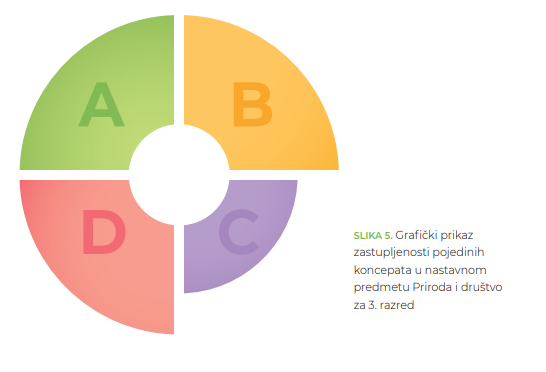 A
B
D
C
SLIKA 5. Grafički prikaz
zastupljenosti pojedinih
koncepata u nastavnom
predmetu Priroda i društvo
za 3. razred